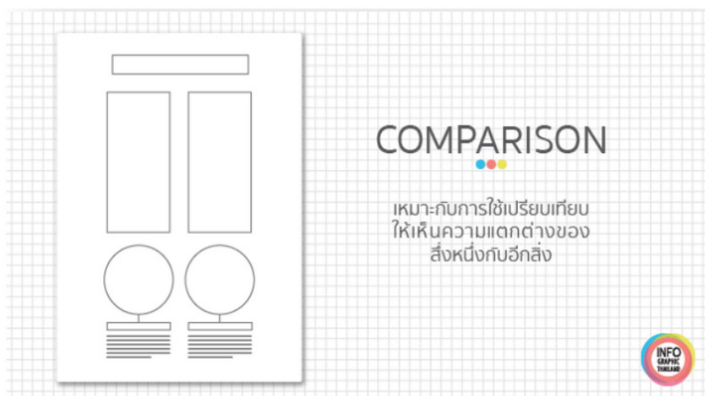 COMPARISON
เหมาะกับการใช้เปรียบเทียบ
ให้เห็นความแตกต่างของ
สิ่งหนึ่งกับอีกสิ่ง
INFO
GRAPHIC
THAILAND